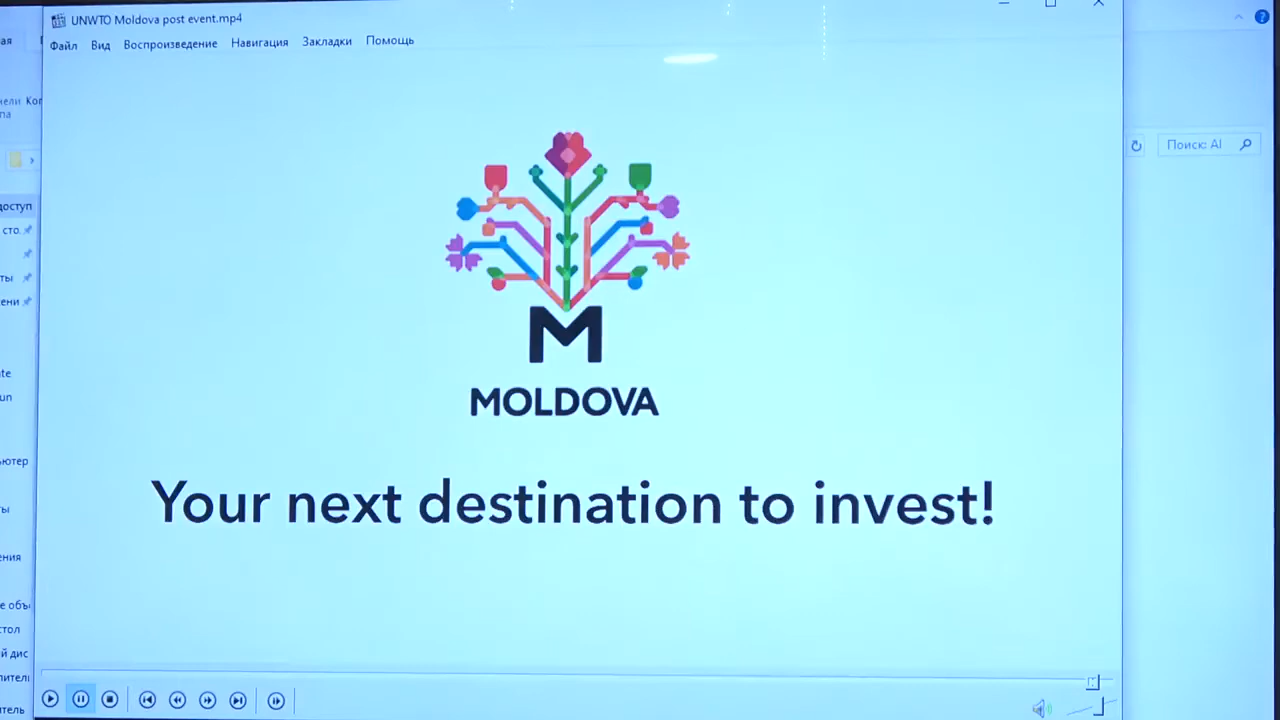 UNWTO Moldova post event.mp4
Файл Вид Воспроизведение Навигация Закладки Помощь
Поиск: Al
доступ
M
MOLDOVA
Your next destination to invest!